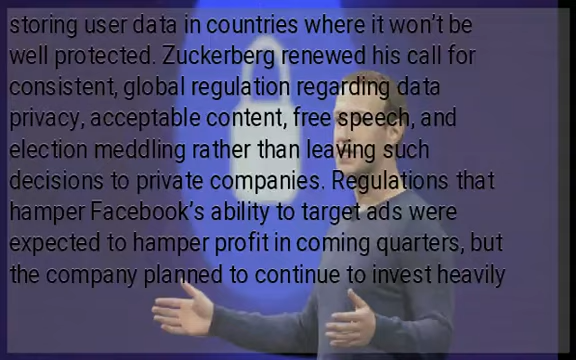 storing user data in countries where it won't be
well protected. Zuckerberg renewed his call for
consistent, global regulation regarding data
privacy, acceptable content, free speech, and
election meddling rather than leaving such
decisions to private companies. Regulations that
hamper Facebook's ability to target ads were
expected to hamper profit in coming quarters, but
the company planned to continue to invest heavily